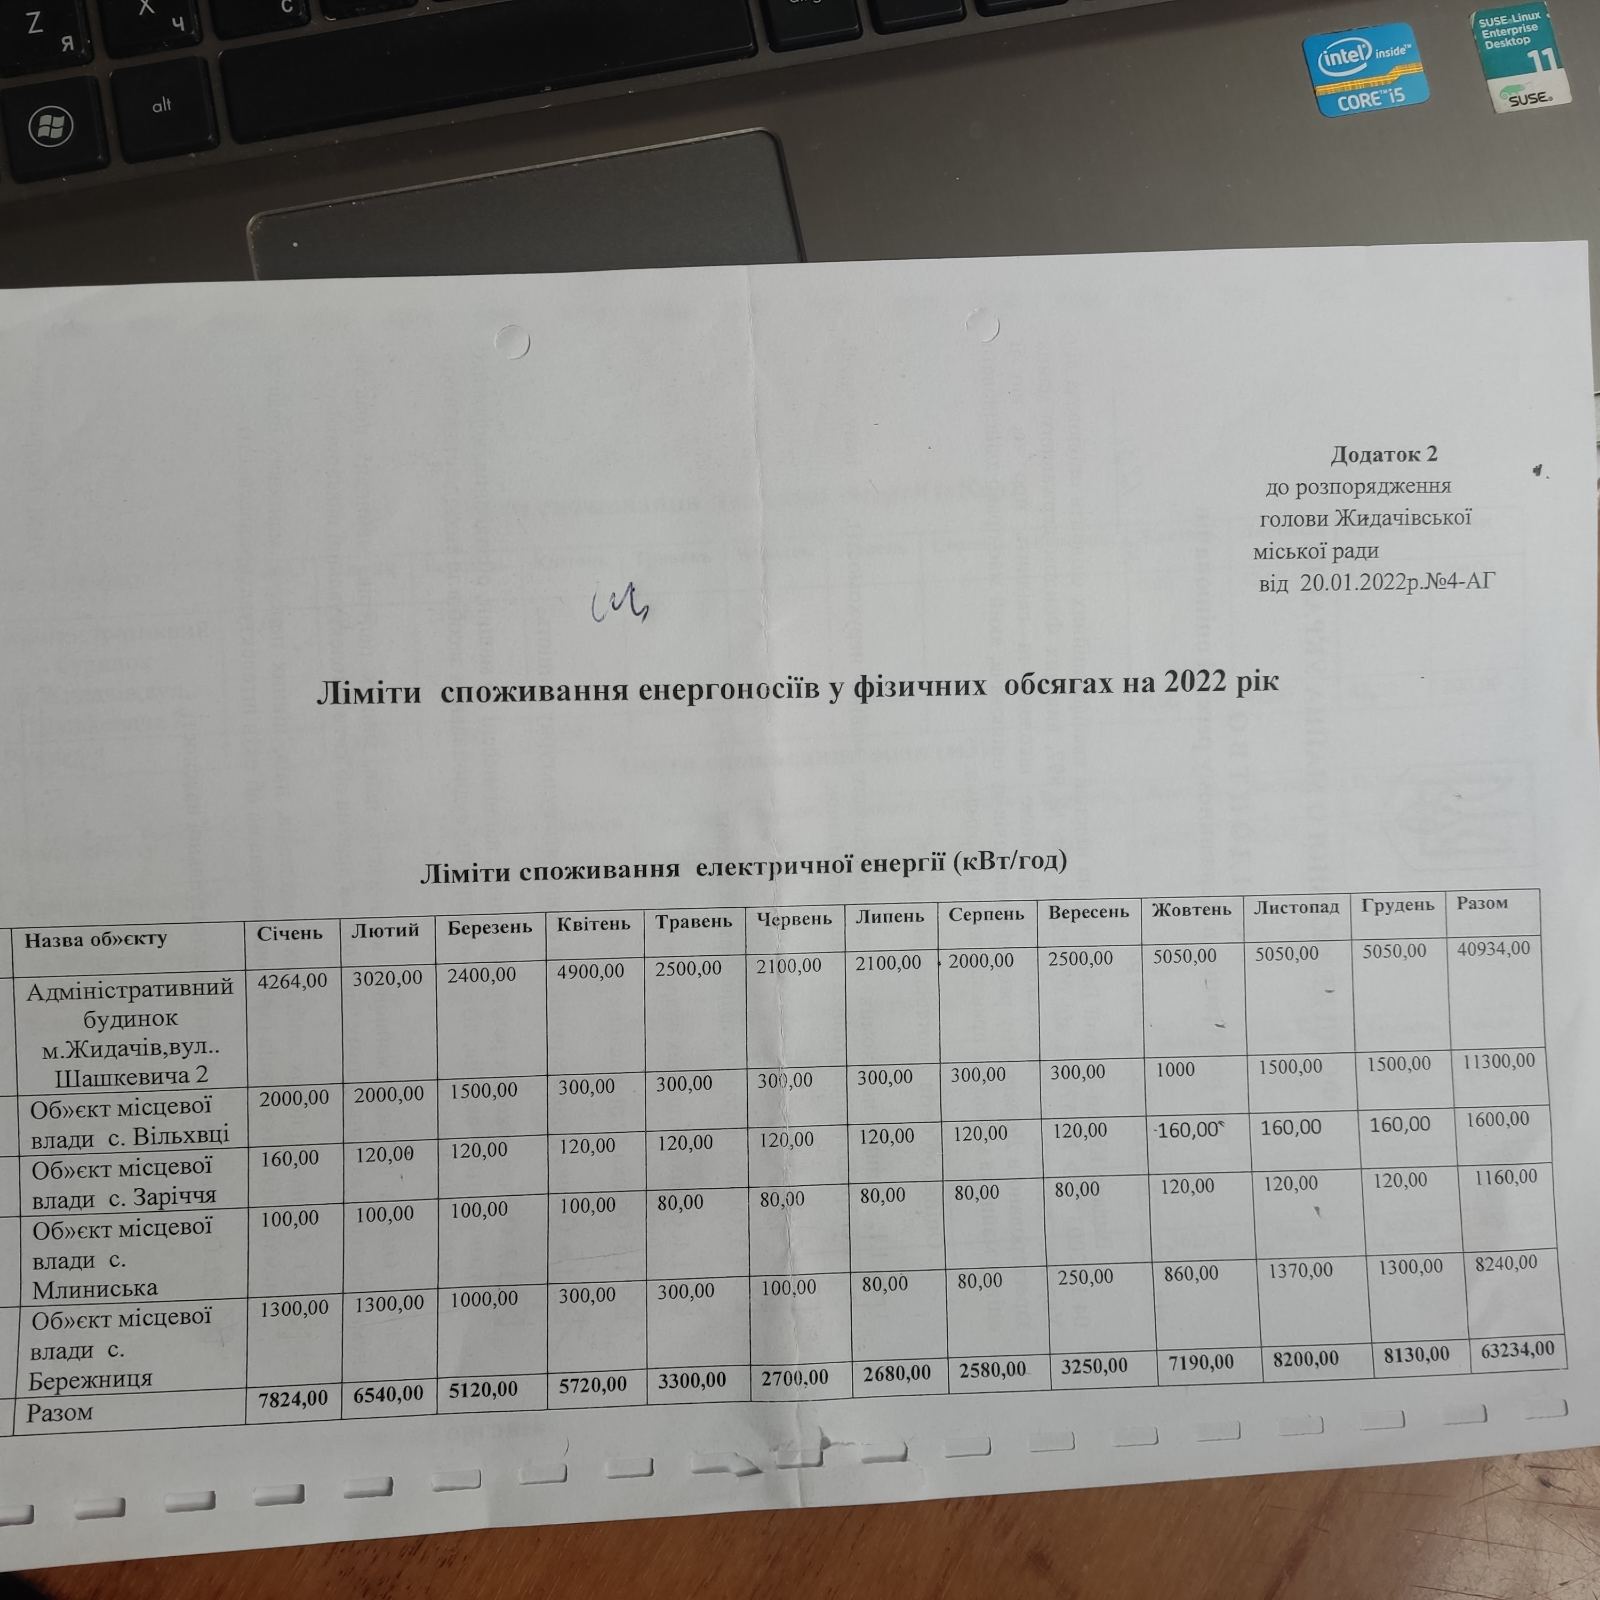 Z Я
X Ч
C С
alt
intel inside™
CORE™ i5
SUSE Linux
Enterprise
Desktop
11
SUSE
Додаток 2
до розпорядження
голови Жидачівської
міської ради
від 20.01.2022р.№4-АГ
Ліміти споживання енергоносіїв у фізичних обсягах на 2022 рік
Ліміти споживання електричної енергії (кВт/год)
Назва об»єкту Січень Лютий Березень Квітень Травень Червень Липень Серпень Вересень Жовтень Листопад Грудень Разом
Адміністративний 4264,00 3020,00 2400,00 4900,00 2500,00 2100,00 2100,00 2000,00 2500,00 5050,00 5050,00 5050,00 40934,00
будинок
м.Жидачів,вул..
Шашкевича 2
Об»єкт місцевої 2000,00 2000,00 1500,00 300,00 300,00 300,00 300,00 300,00 300,00 1000 1500,00 1500,00 11300,00
влади с. Вільхвці
Об»єкт місцевої 160,00 120,00 120,00 120,00 120,00 120,00 120,00 120,00 120,00 160,00 160,00 160,00 1600,00
влади с. Заріччя
Об»єкт місцевої 100,00 100,00 100,00 100,00 80,00 80,00 80,00 80,00 80,00 120,00 120,00 120,00 1160,00
влади с.
Млиниська
Об»єкт місцевої 1300,00 1300,00 1000,00 300,00 300,00 100,00 80,00 80,00 250,00 860,00 1370,00 1300,00 8240,00
влади с.
Бережниця
Разом 7824,00 6540,00 5120,00 5720,00 3300,00 2700,00 2680,00 2580,00 3250,00 7190,00 8200,00 8130,00 63234,00